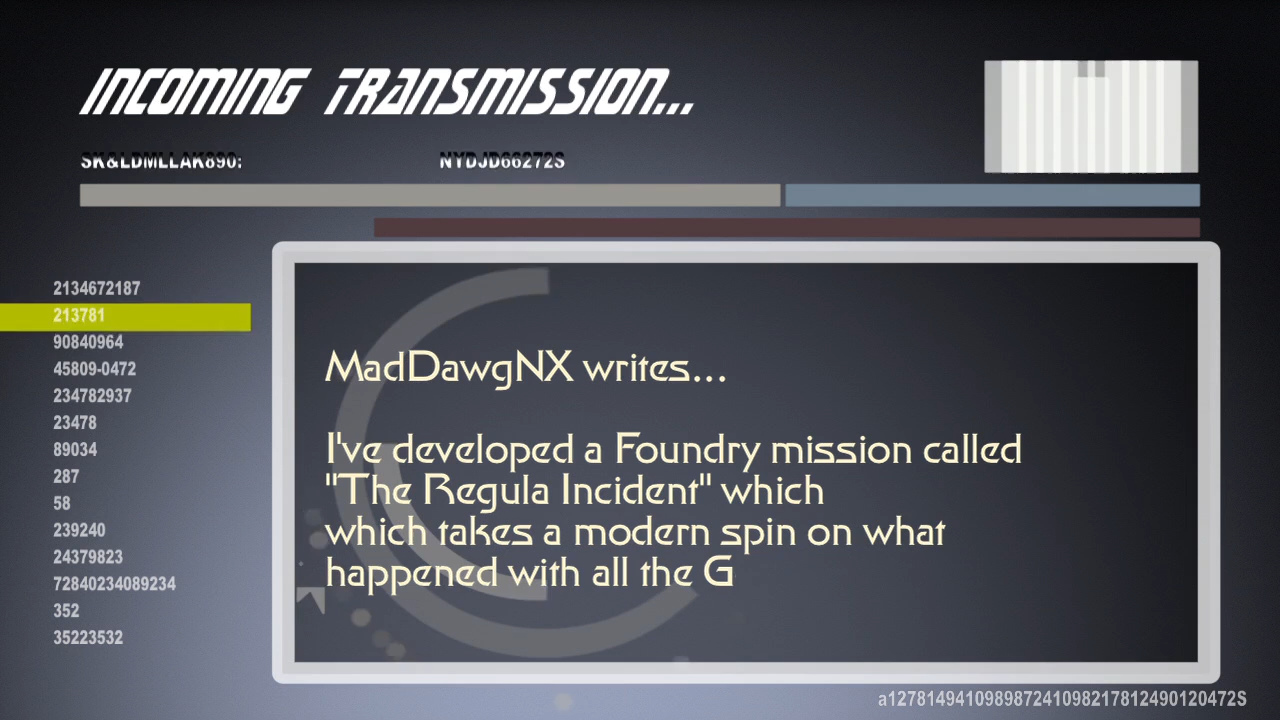 INCOMING TRANSMISSION...
SK&LDMLLAK890: NYDJD66272S
2134672187
213781
90840964
45809-0472
234782937
23478
89034
287
58
239240
24379823
72840234089234
352
35223532
MadDawgNX writes...
I've developed a Foundry mission called
"The Regula Incident" which
which takes a modern spin on what
happened with all the G
a12781494109898724109821781249012​0472S